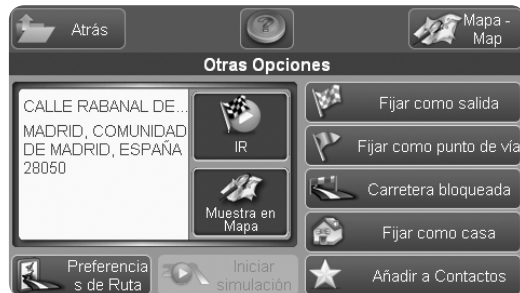 Atrás
?
Mapa -
Map
Otras Opciones
CALLE RABANAL DE...
MADRID, COMUNIDAD
DE MADRID, ESPAÑA
28050
IR
Muestra en
Mapa
Fijar como salida
Fijar como punto de vía
Carretera bloqueada
Fijar como casa
Preferencia
s de Ruta
Iniciar
simulación
Añadir a Contactos